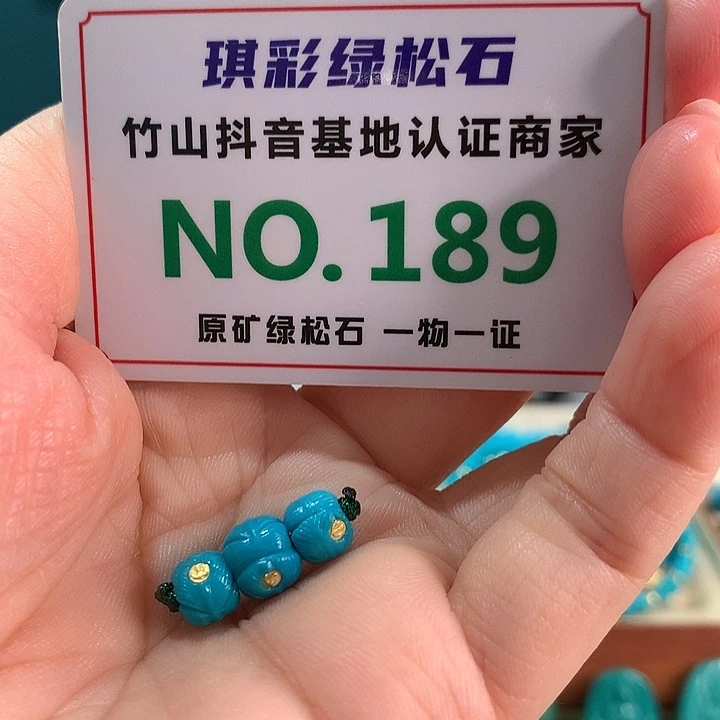 琪彩绿松石
竹山抖音基地认证商家
NO.189
原矿绿松石 一物一证